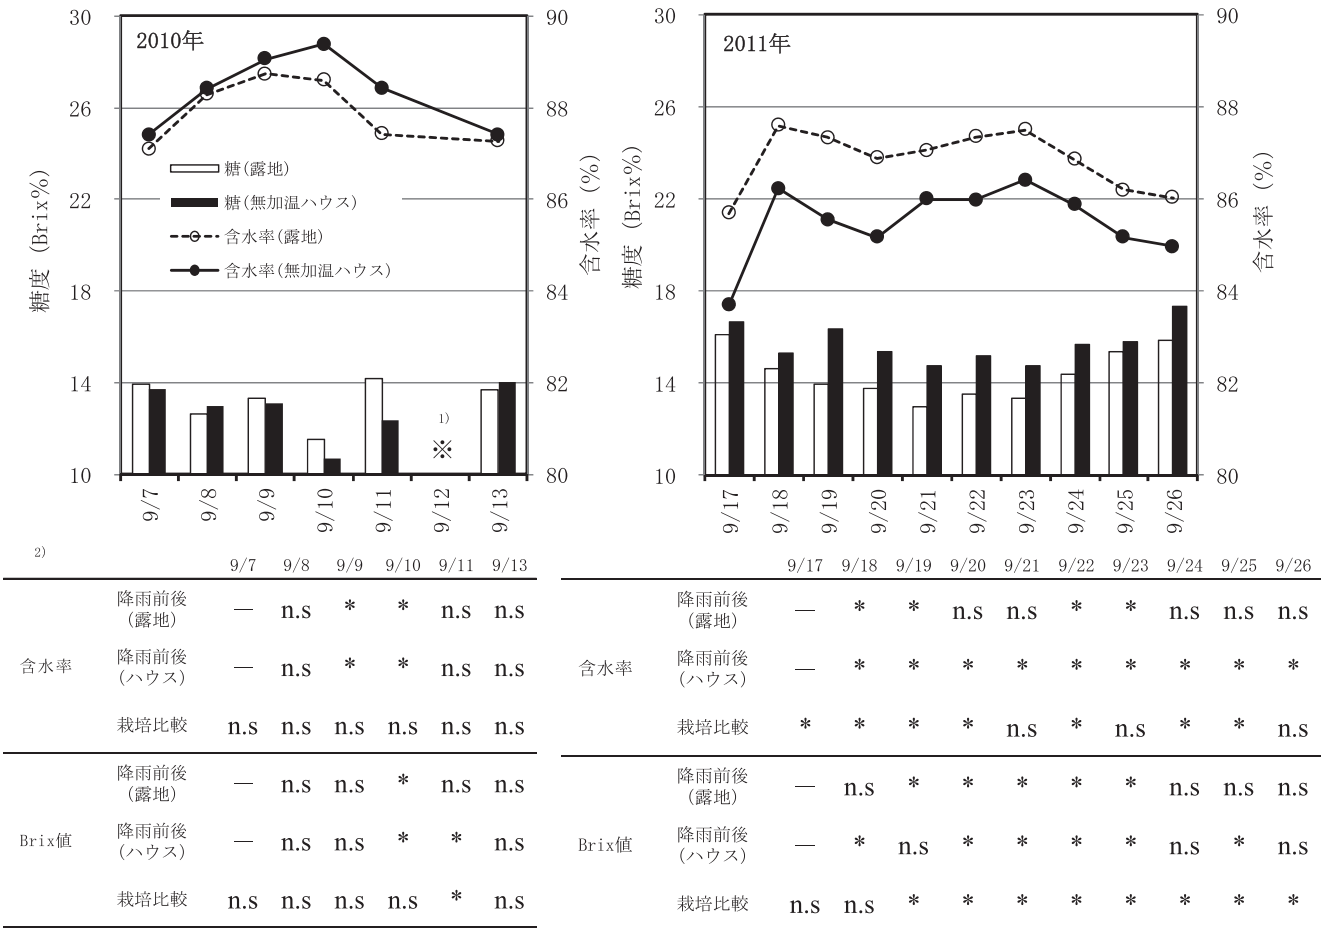 2010年
糖度 (Brix%)
30
26
22
18
14
10
含水率 (%)
90
88
86
84
82
80
糖(露地)
糖(無加温ハウス)
含水率(露地)
含水率(無加温ハウス)
1)
※
9/7 9/8 9/9 9/10 9/11 9/12 9/13
2011年
糖度 (Brix%)
30
26
22
18
14
10
含水率 (%)
90
88
86
84
82
80
9/17 9/18 9/19 9/20 9/21 9/22 9/23 9/24 9/25 9/26
2)
9/7 9/8 9/9 9/10 9/11 9/13
含水率
降雨前後
(露地)
— n.s * * n.s n.s
降雨前後
(ハウス)
— n.s * * n.s n.s
栽培比較 n.s n.s n.s n.s n.s n.s
Brix値
降雨前後
(露地)
— n.s n.s * n.s n.s
降雨前後
(ハウス)
— n.s n.s * * n.s
栽培比較 n.s n.s n.s n.s * n.s
9/17 9/18 9/19 9/20 9/21 9/22 9/23 9/24 9/25 9/26
含水率
降雨前後
(露地)
— * * n.s n.s * * n.s n.s n.s
降雨前後
(ハウス)
— * * * * * * * * *
栽培比較 * * * * n.s * n.s * * n.s
Brix値
降雨前後
(露地)
— n.s * * * * * n.s n.s n.s
降雨前後
(ハウス)
— * n.s * * * * n.s * n.s
栽培比較 n.s n.s * * * * * * * *